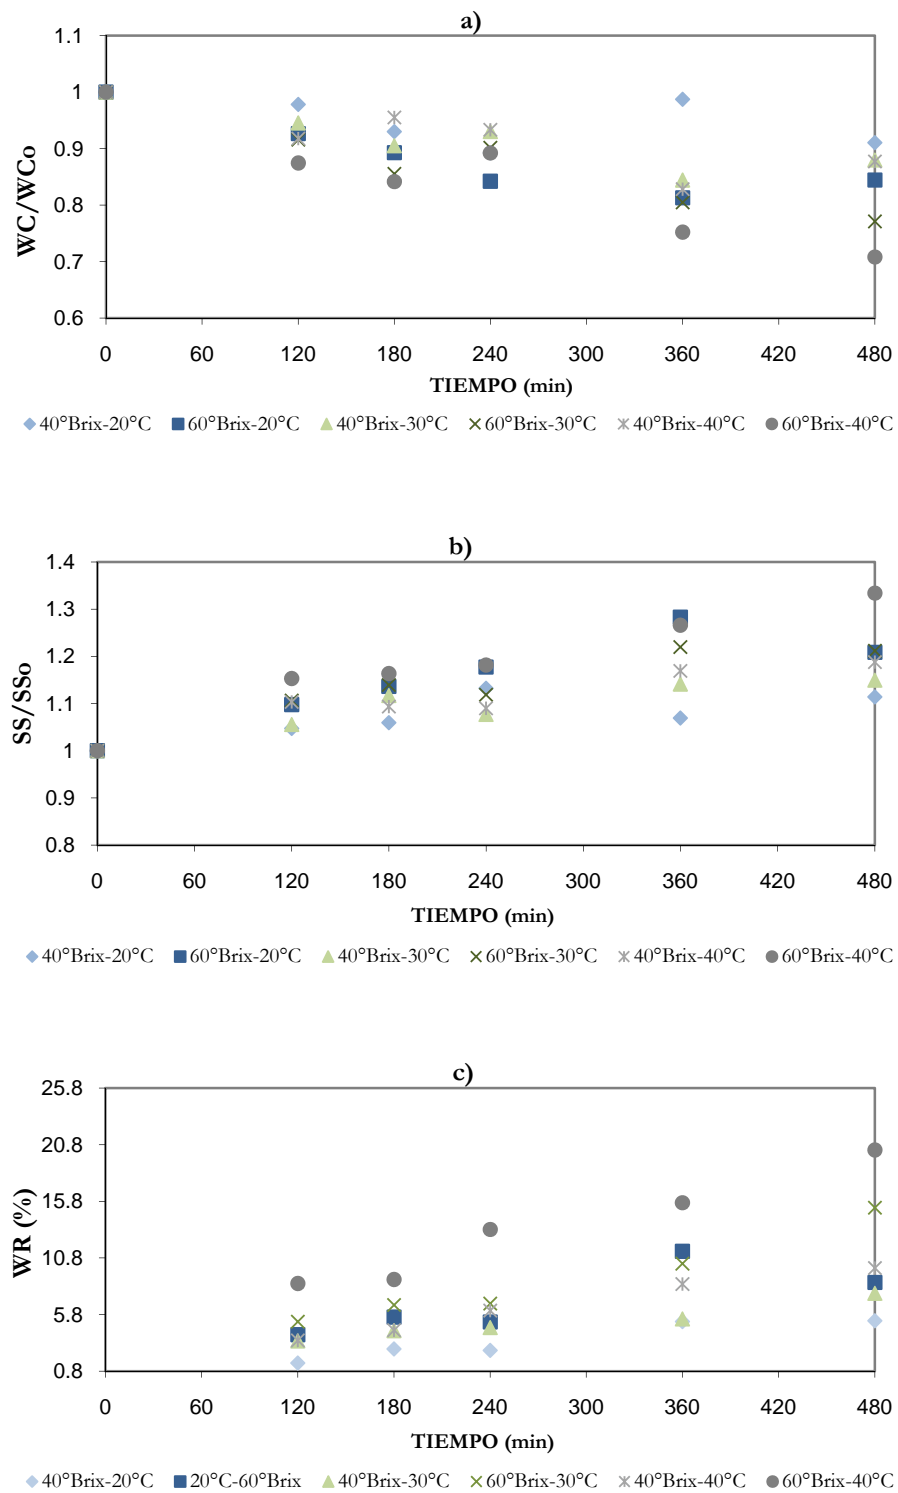 a)
1.1
1
0.9
0.8
0.7
0.6
WC/WCo
0 60 120 180 240 300 360 420 480
TIEMPO (min)
40°Brix-20°C 60°Brix-20°C 40°Brix-30°C 60°Brix-30°C 40°Brix-40°C 60°Brix-40°C
b)
1.4
1.3
1.2
1.1
1
0.9
0.8
SS/SSo
0 60 120 180 240 300 360 420 480
TIEMPO (min)
40°Brix-20°C 60°Brix-20°C 40°Brix-30°C 60°Brix-30°C 40°Brix-40°C 60°Brix-40°C
c)
25.8
20.8
15.8
10.8
5.8
0.8
WR (%)
0 60 120 180 240 300 360 420 480
TIEMPO (min)
40°Brix-20°C 20°C-60°Brix 40°Brix-30°C 60°Brix-30°C 40°Brix-40°C 60°Brix-40°C